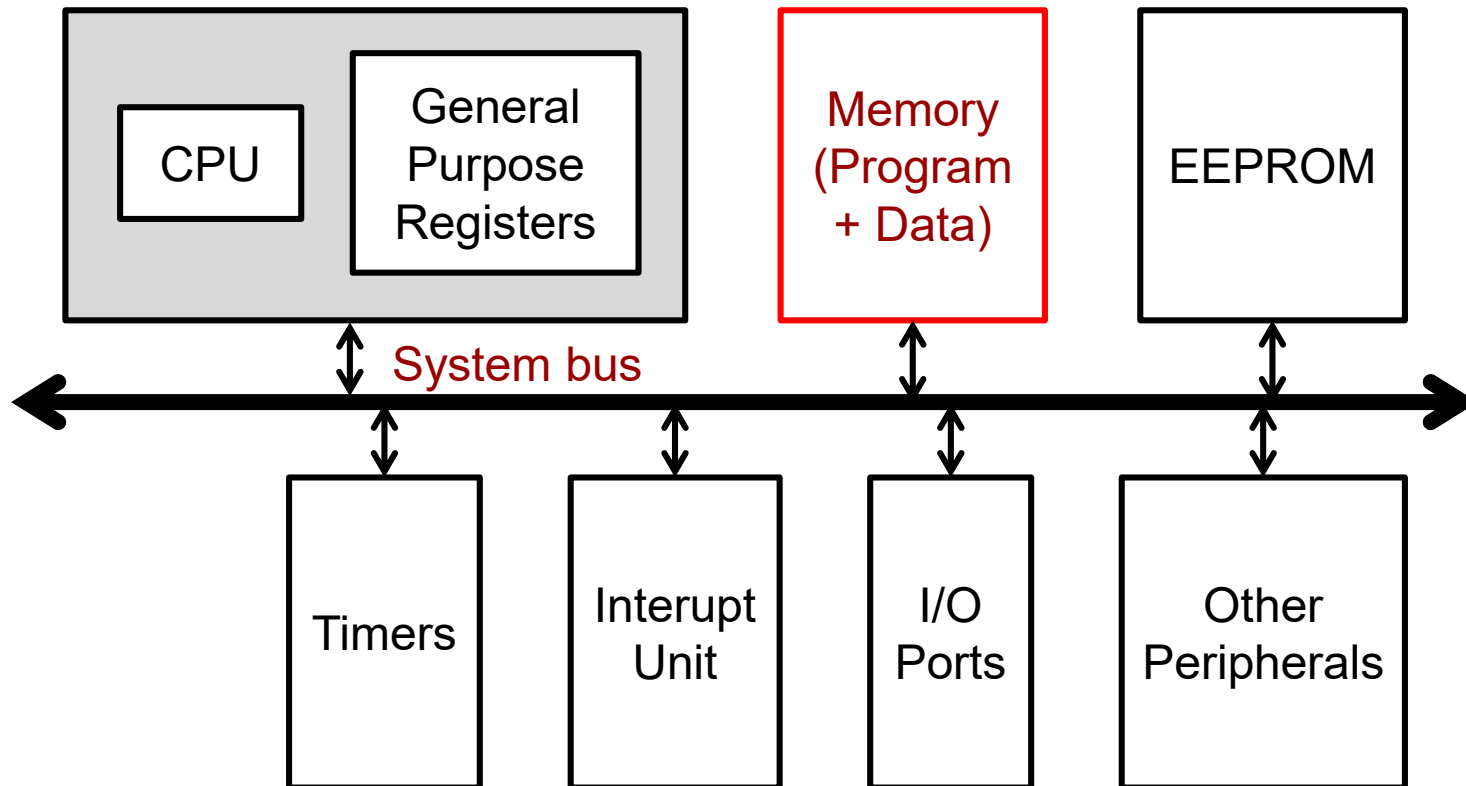 CPU
General
Purpose
Registers
Memory
(Program
+ Data)
EEPROM
System bus
Timers
Interupt
Unit
I/O
Ports
Other
Peripherals